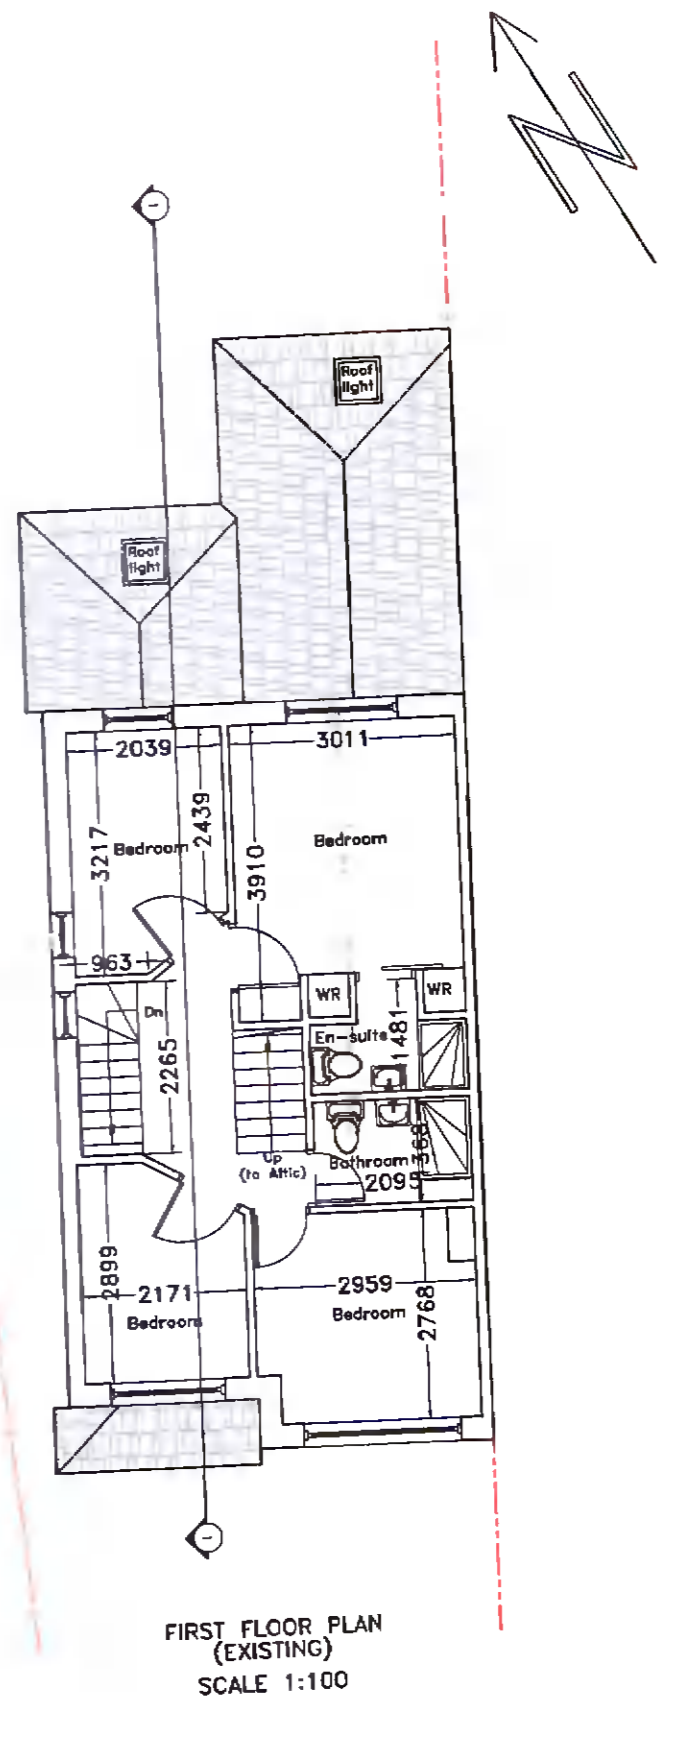 Roof
light
Roof
light
2039
3011
3217
Bedroom
2439
3910
Bedroom
963
Dn
2265
WR
WR
En-suite
1481
Up
(to Attic)
Bathroom
2095
2899
2171
Bedroom
2959
Bedroom
2768
FIRST FLOOR PLAN
(EXISTING)
SCALE 1:100